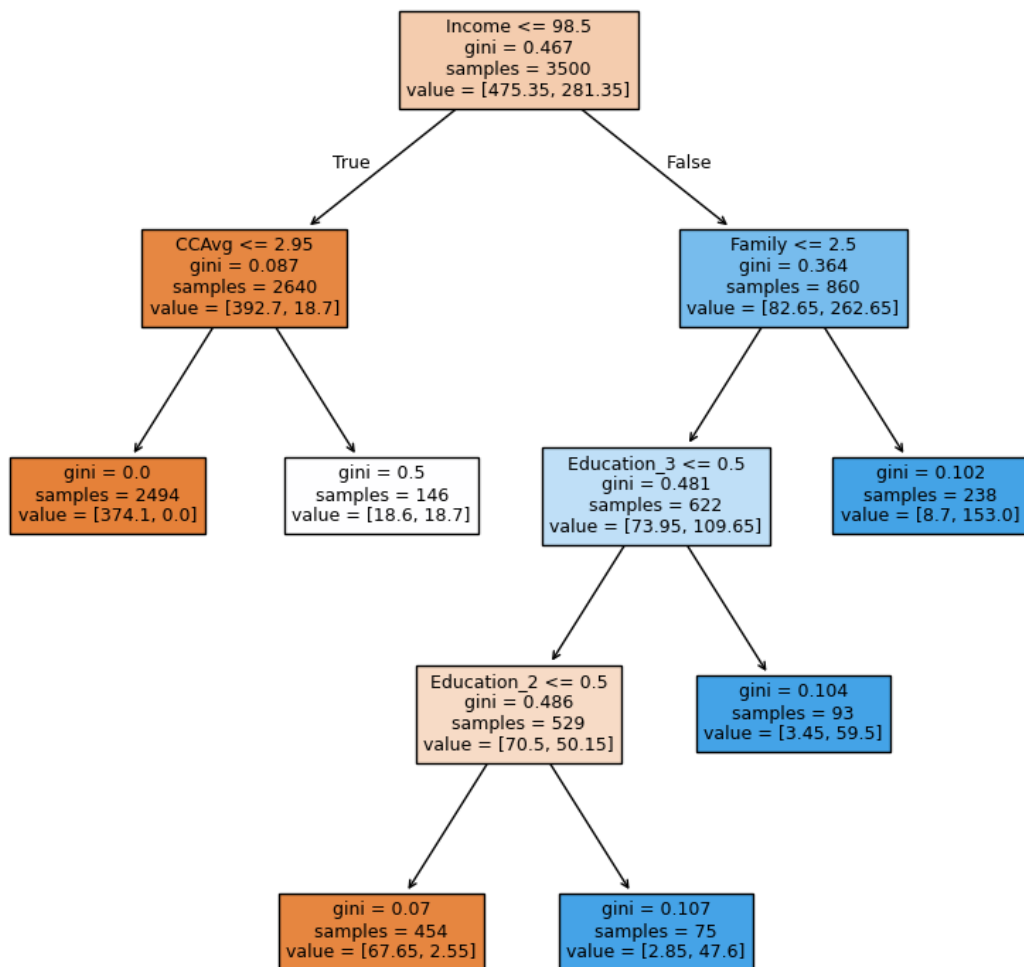 Income <= 98.5
gini = 0.467
samples = 3500
value = [475.35, 281.35]
True
False
CCAvg <= 2.95
gini = 0.087
samples = 2640
value = [392.7, 18.7]
Family <= 2.5
gini = 0.364
samples = 860
value = [82.65, 262.65]
gini = 0.0
samples = 2494
value = [374.1, 0.0]
gini = 0.5
samples = 146
value = [18.6, 18.7]
Education_3 <= 0.5
gini = 0.481
samples = 622
value = [73.95, 109.65]
gini = 0.102
samples = 238
value = [8.7, 153.0]
Education_2 <= 0.5
gini = 0.486
samples = 529
value = [70.5, 50.15]
gini = 0.104
samples = 93
value = [3.45, 59.5]
gini = 0.07
samples = 454
value = [67.65, 2.55]
gini = 0.107
samples = 75
value = [2.85, 47.6]